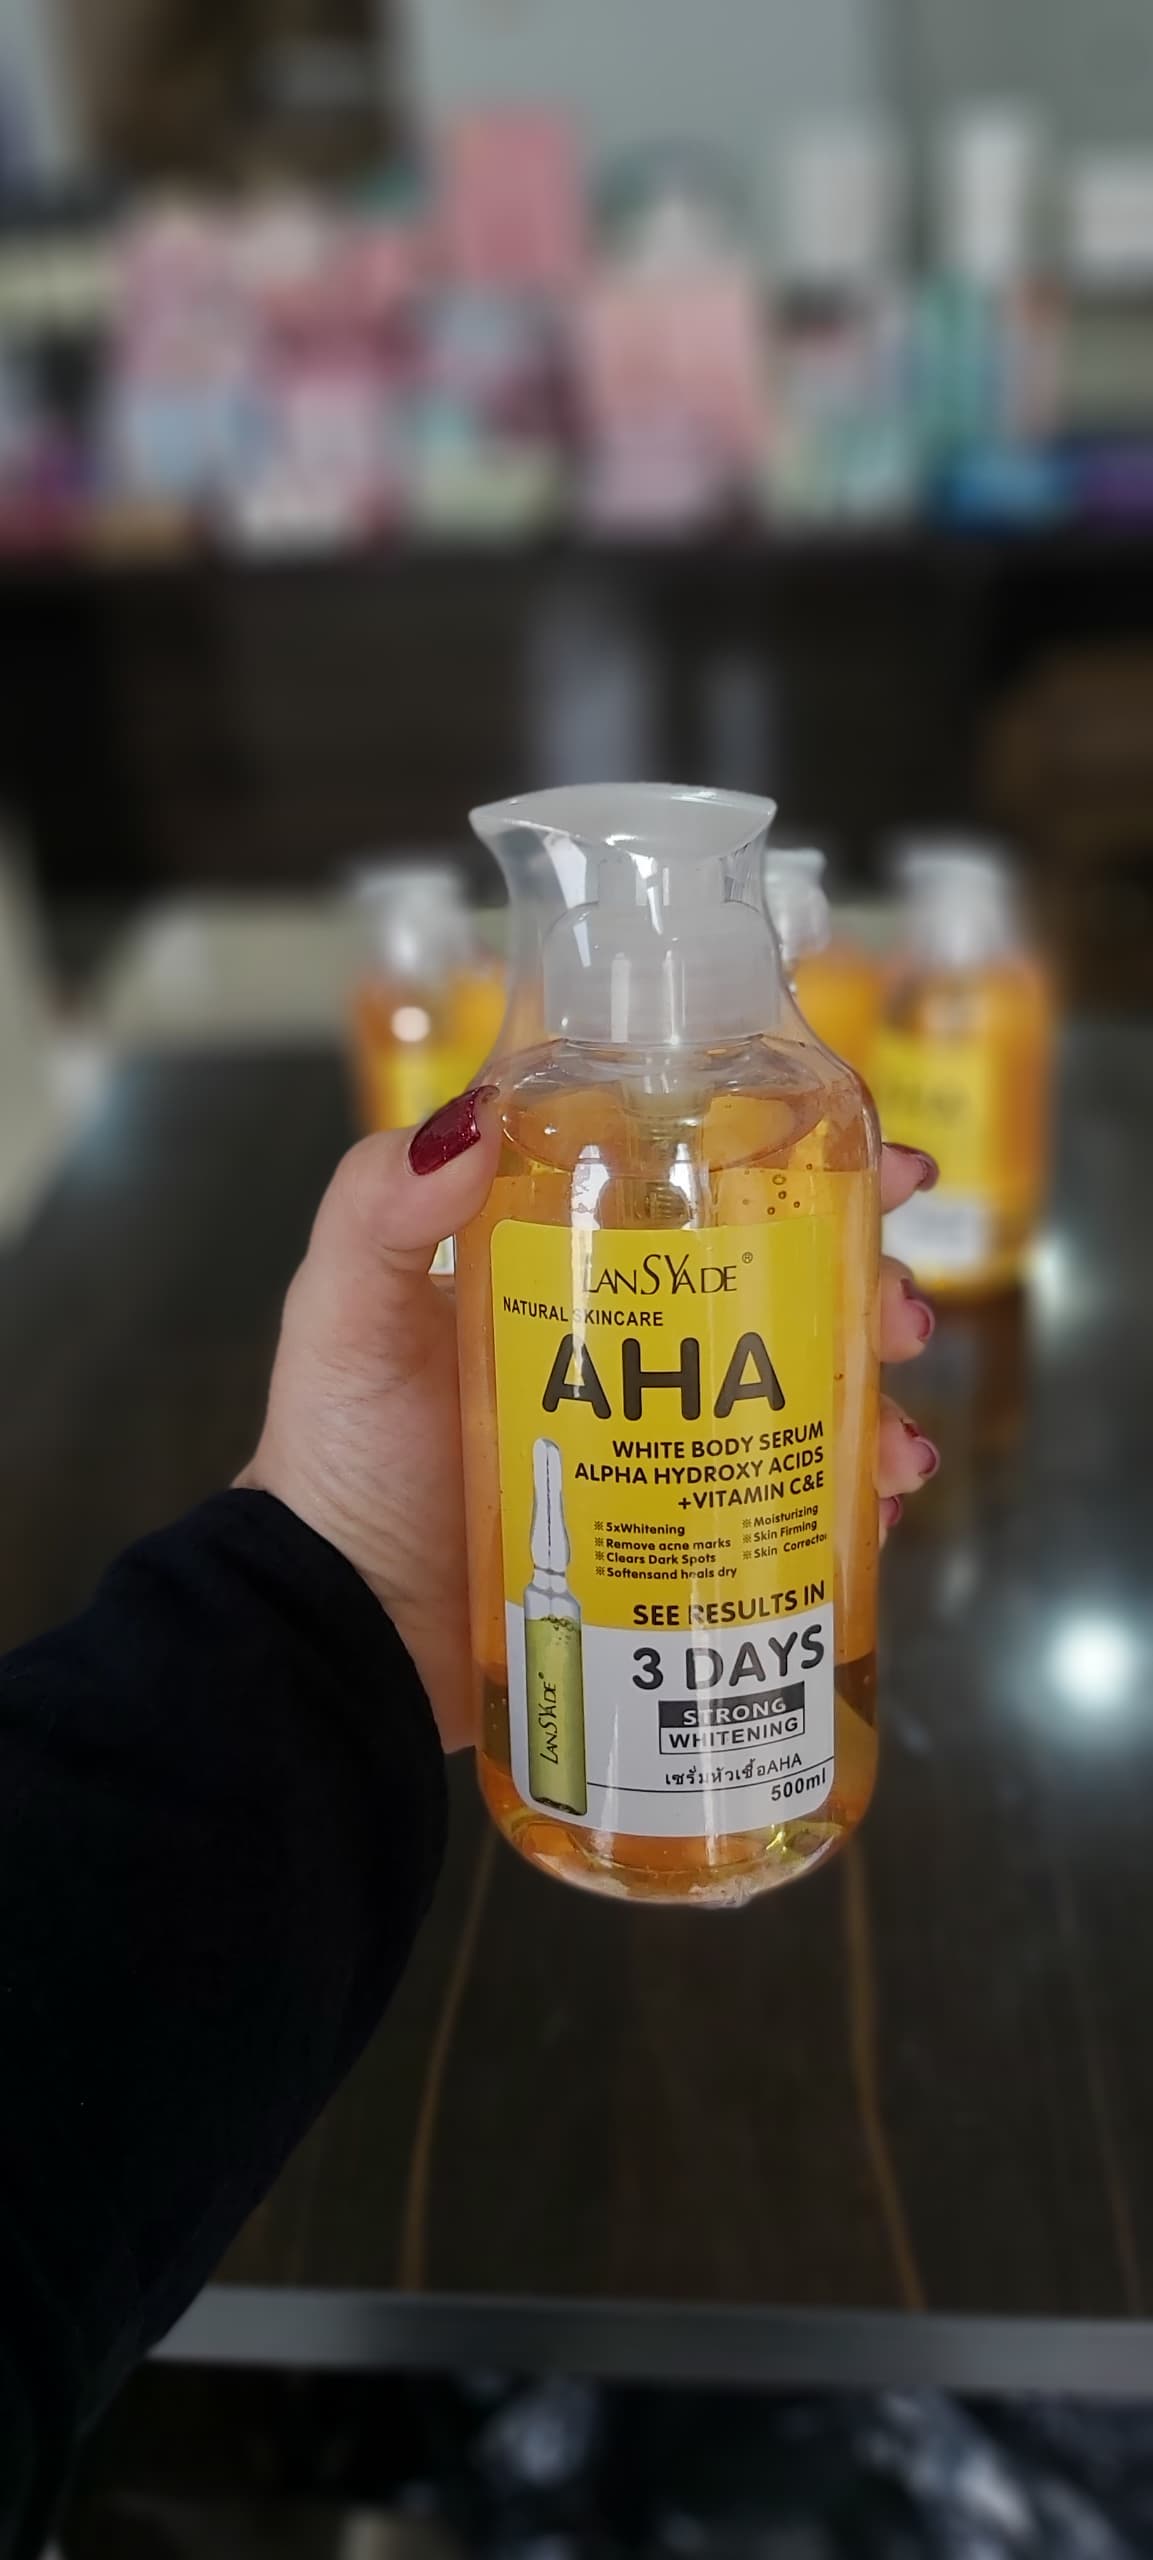 LANSYADE®
NATURAL SKINCARE
AHA
WHITE BODY SERUM
ALPHA HYDROXY ACIDS
+VITAMIN C&E
※5xWhitening
※Remove acne marks
※Clears Dark Spots
※Softensand heals dry
※Moisturizing
※Skin Firming
※Skin Corrector
SEE RESULTS IN
3 DAYS
STRONG
WHITENING
เซรั่มหัวเชื้อAHA
500ml
LANSYADE®